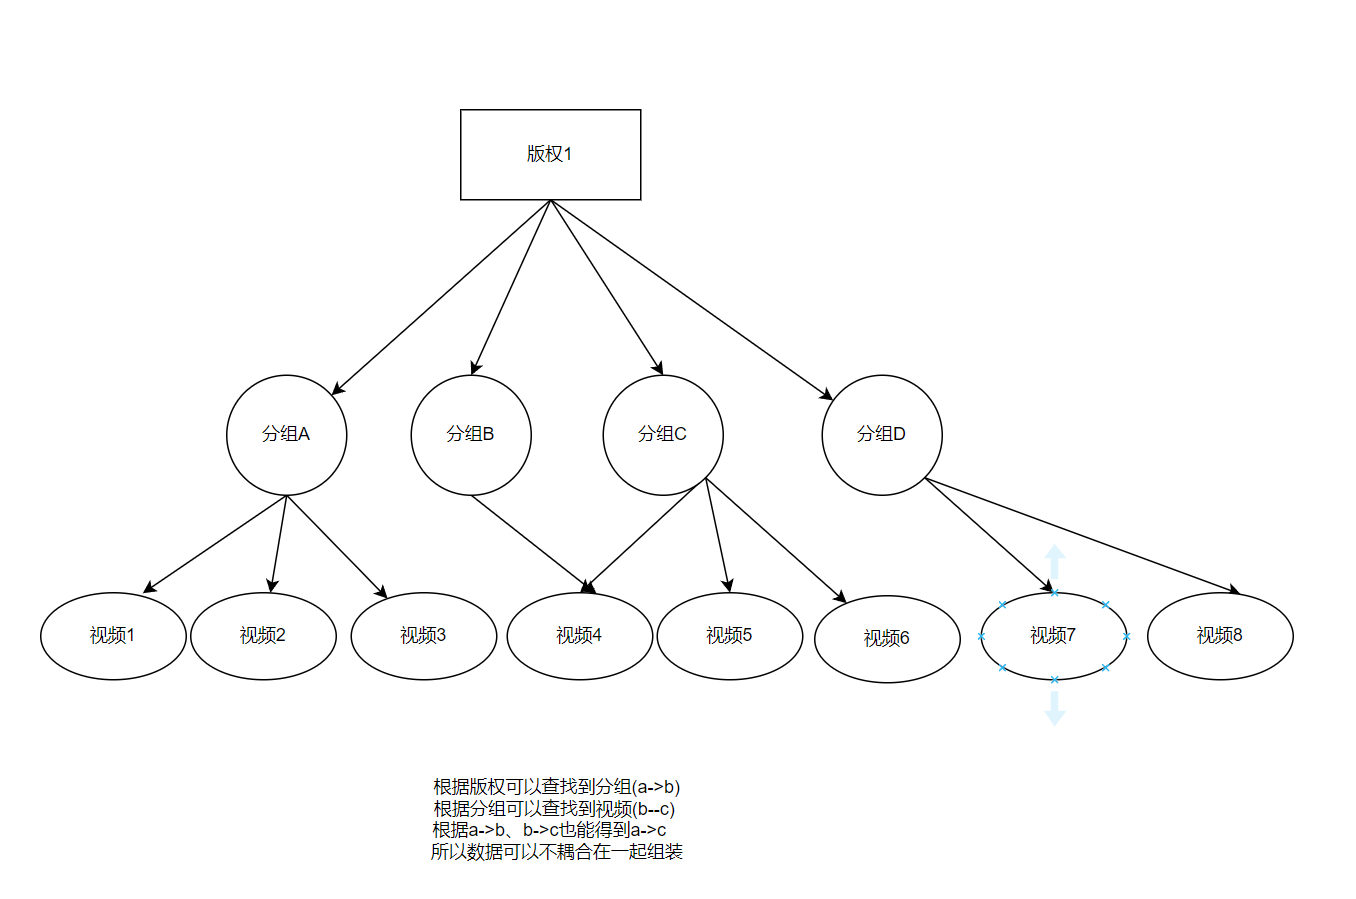 版权1
分组A
分组B
分组C
分组D
视频1
视频2
视频3
视频4
视频5
视频6
视频7
视频8
根据版权可以查找到分组(a->b)
根据分组可以查找到视频(b--c)
根据a->b、b->c也能得到a->c
所以数据可以不耦合在一起组装